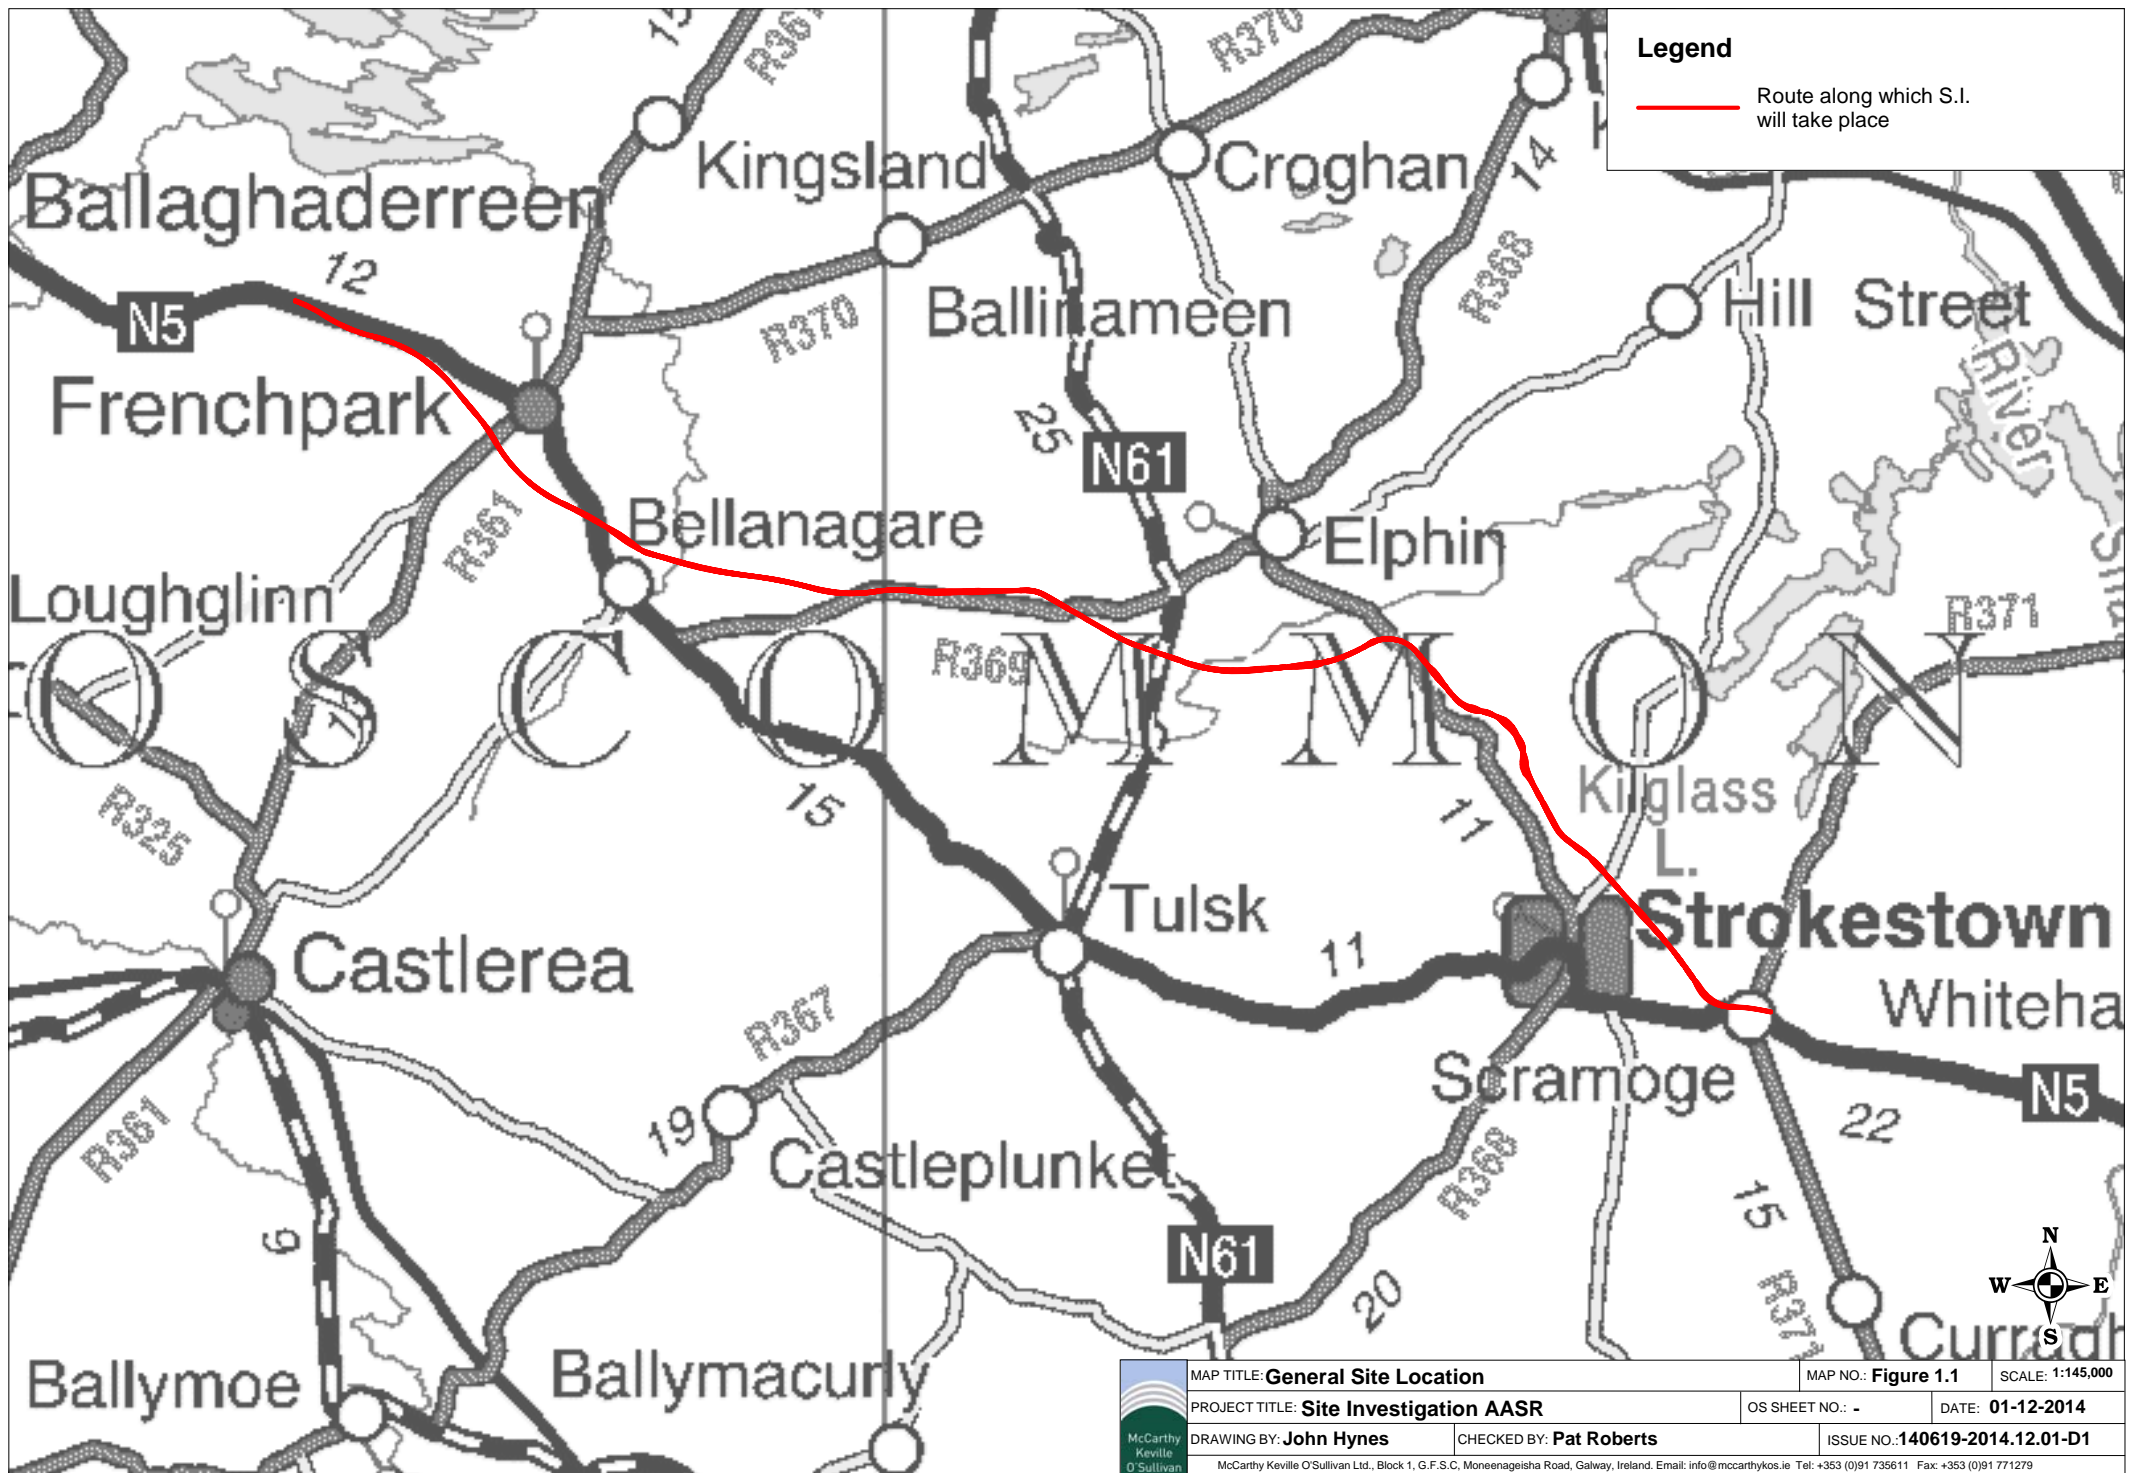 Legend
Route along which S.I.
will take place
15
R361
R370
Kingsland
Croghan
14
Ballaghaderreen
12
N5
R370
Ballinameen
R388
Hill Street
River
Frenchpark
25
N61
R361
Bellanagare
Elphin
Loughglinn
R371
R369
O S C O M M O N
R325
15
11
Kilglass
L.
Tulsk
Strokestown
11
Castlerea
Whiteha
R367
Scramoge
N5
22
19
R361
Castleplunket
R368
15
9
N61
20
R371
N
W E
S
Curragh
Ballymoe
Ballymacurly
McCarthy
Keville
O'Sullivan
MAP TITLE: General Site Location
MAP NO.: Figure 1.1
SCALE: 1:145,000
PROJECT TITLE: Site Investigation AASR
OS SHEET NO.: -
DATE: 01-12-2014
DRAWING BY: John Hynes
CHECKED BY: Pat Roberts
ISSUE NO.:140619-2014.12.01-D1
McCarthy Keville O'Sullivan Ltd., Block 1, G.F.S.C, Moneenageisha Road, Galway, Ireland. Email: info@mccarthykos.ie Tel: +353 (0)91 735611 Fax: +353 (0)91 771279